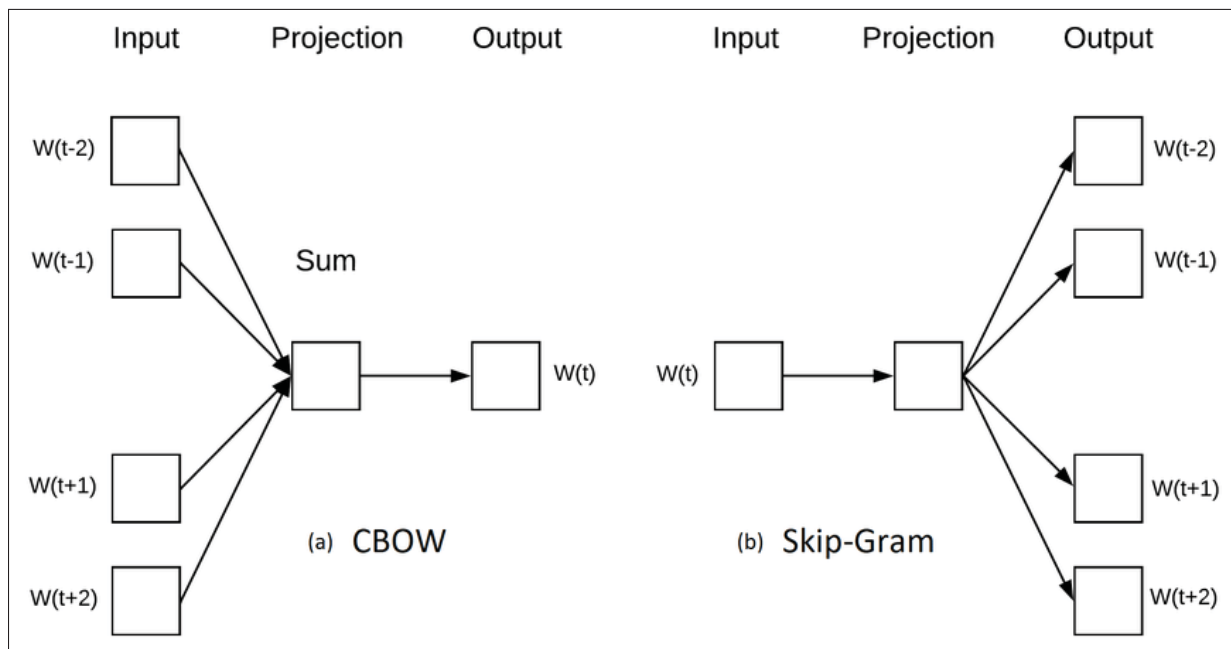 Input Projection Output
W(t-2)
W(t-1)
Sum
W(t)
W(t+1)
W(t+2)
(a) CBOW
Input Projection Output
W(t-2)
W(t-1)
W(t)
W(t+1)
W(t+2)
(b) Skip-Gram